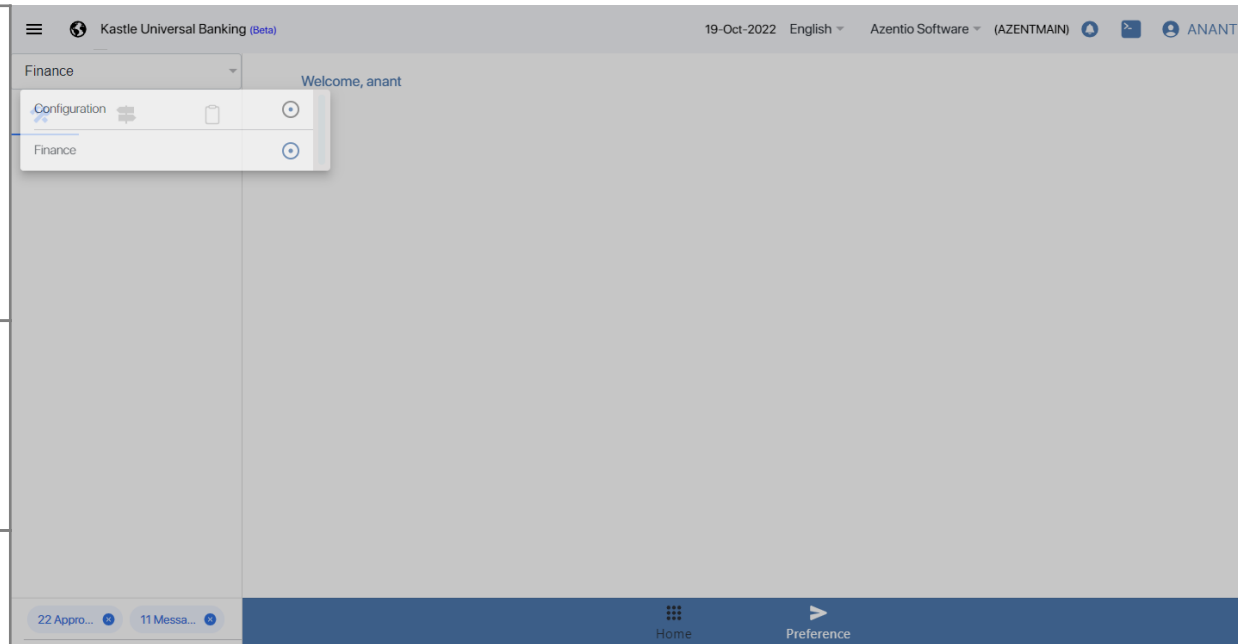 Kastle Universal Banking (Beta) 19-Oct-2022 English Azentio Software (AZENTMAIN) ANANT
Finance
Welcome, anant
Configuration
Finance
22 Appro... 11 Messa...
Home Preference